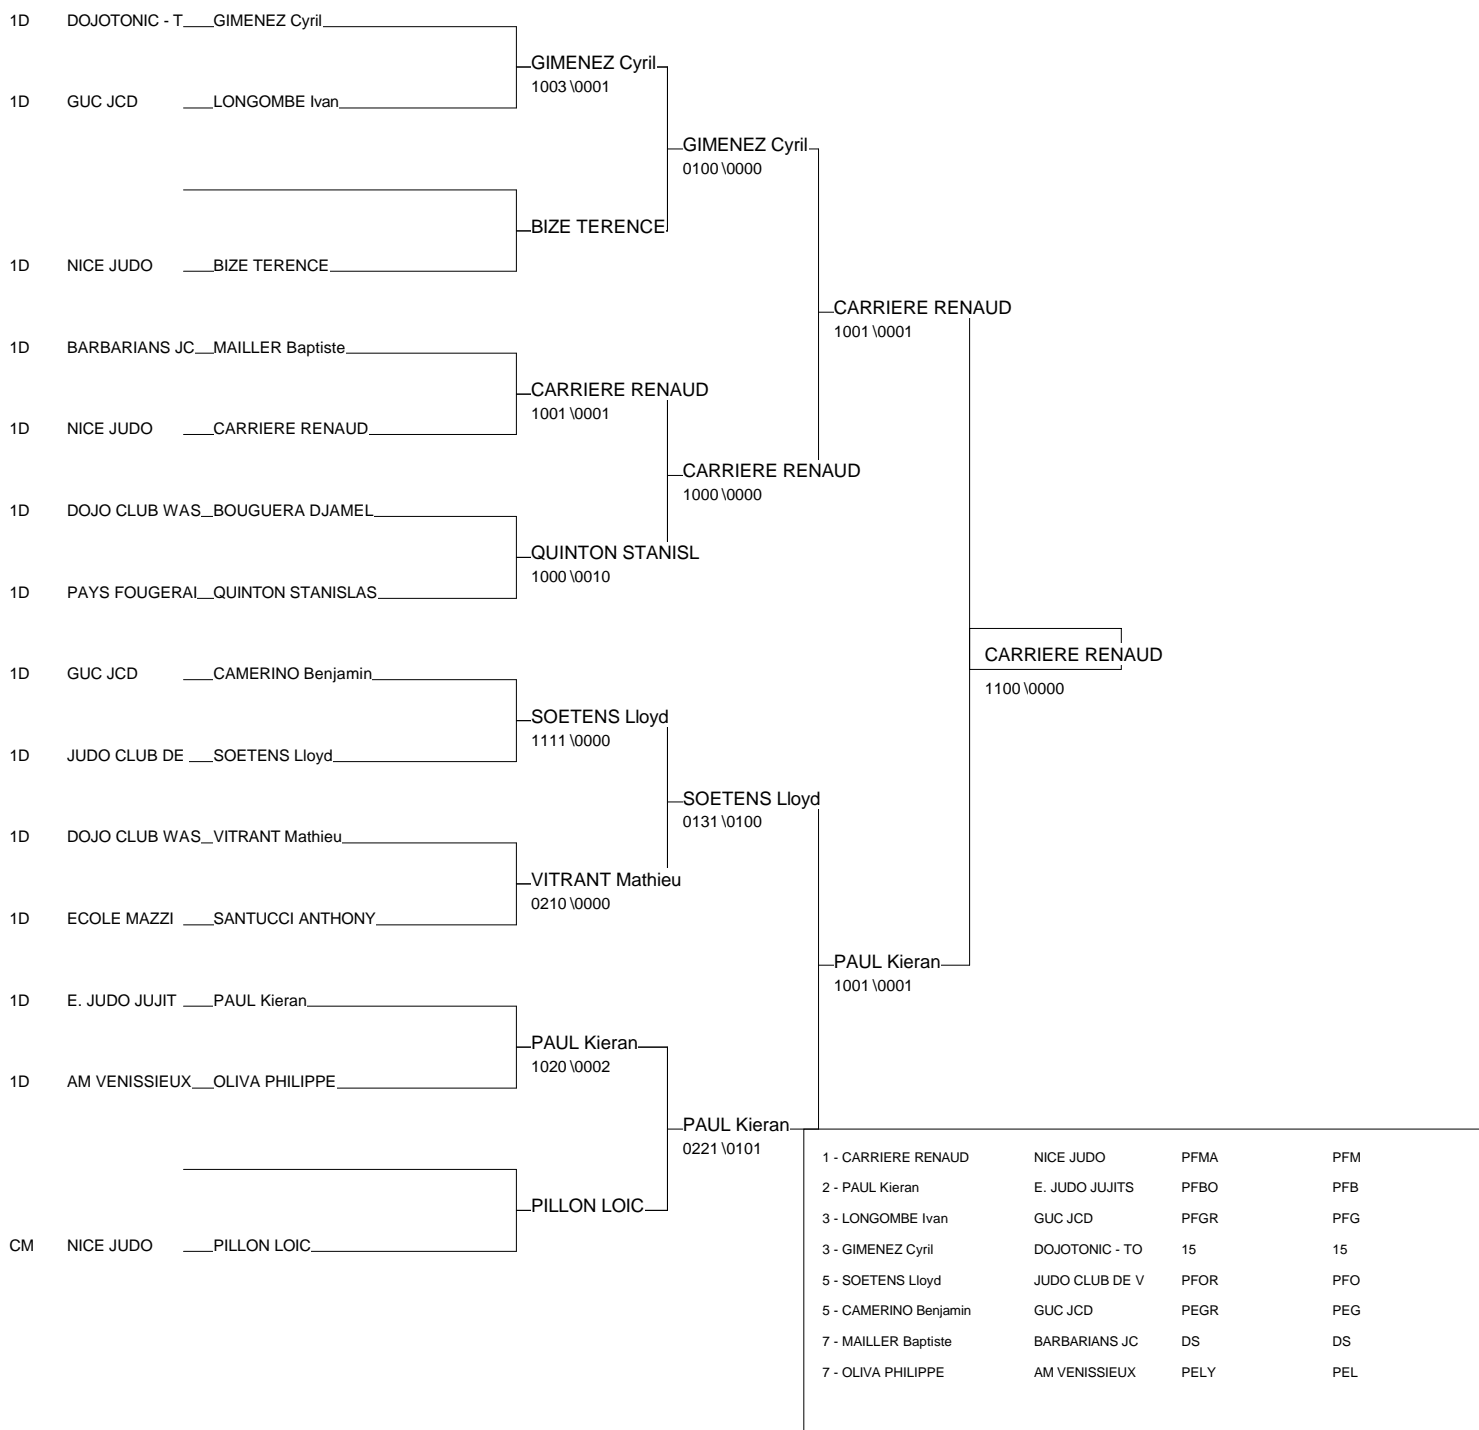 1D DOJOTONIC - T GIMENEZ Cyril
GIMENEZ Cyril
1003 \0001
1D GUC JCD LONGOMBE Ivan
GIMENEZ Cyril
0100 \0000
BIZE TERENCE
1D NICE JUDO BIZE TERENCE
CARRIERE RENAUD
1001 \0001
1D BARBARIANS JC MAILLER Baptiste
CARRIERE RENAUD
1001 \0001
1D NICE JUDO CARRIERE RENAUD
CARRIERE RENAUD
1000 \0000
1D DOJO CLUB WAS BOUGUERA DJAMEL
QUINTON STANISL
1000 \0010
1D PAYS FOUGERAI QUINTON STANISLAS
CARRIERE RENAUD
1100 \0000
1D GUC JCD CAMERINO Benjamin
SOETENS Lloyd
1111 \0000
1D JUDO CLUB DE SOETENS Lloyd
SOETENS Lloyd
0131 \0100
1D DOJO CLUB WAS VITRANT Mathieu
VITRANT Mathieu
0210 \0000
1D ECOLE MAZZI SANTUCCI ANTHONY
PAUL Kieran
1001 \0001
1D E. JUDO JUJIT PAUL Kieran
PAUL Kieran
1020 \0002
1D AM VENISSIEUX OLIVA PHILIPPE
PAUL Kieran
0221 \0101
PILLON LOIC
CM NICE JUDO PILLON LOIC
1 - CARRIERE RENAUD NICE JUDO PFMA PFM
2 - PAUL Kieran E. JUDO JUJITS PFBO PFB
3 - LONGOMBE Ivan GUC JCD PFGR PFG
3 - GIMENEZ Cyril DOJOTONIC - TO 15 15
5 - SOETENS Lloyd JUDO CLUB DE V PFOR PFO
5 - CAMERINO Benjamin GUC JCD PEGR PEG
7 - MAILLER Baptiste BARBARIANS JC DS DS
7 - OLIVA PHILIPPE AM VENISSIEUX PELY PEL